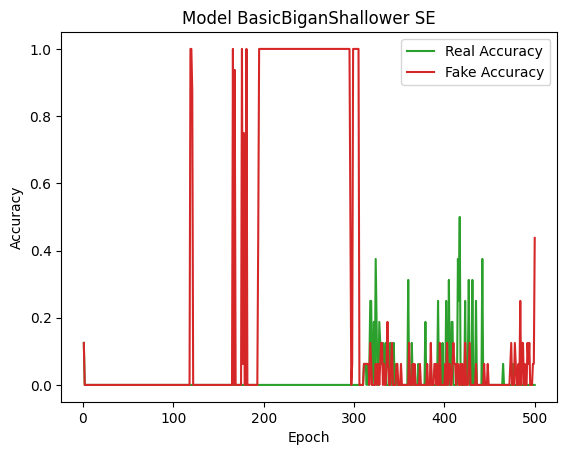 Model BasicBiganShallower SE
Real Accuracy
Fake Accuracy
Accuracy
1.0
0.8
0.6
0.4
0.2
0.0
0 100 200 300 400 500
Epoch